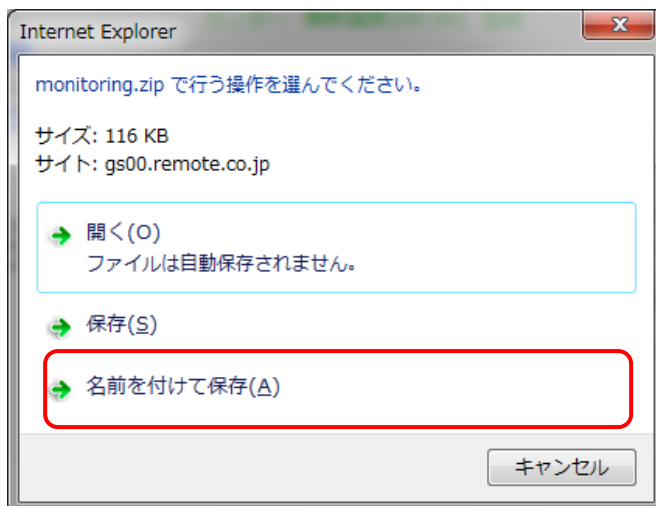 Internet Explorer
monitoring.zip で行う操作を選んでください。
サイズ: 116 KB
サイト: gs00.remote.co.jp
開く(O)
ファイルは自動保存されません。
保存(S)
名前を付けて保存(A)
キャンセル